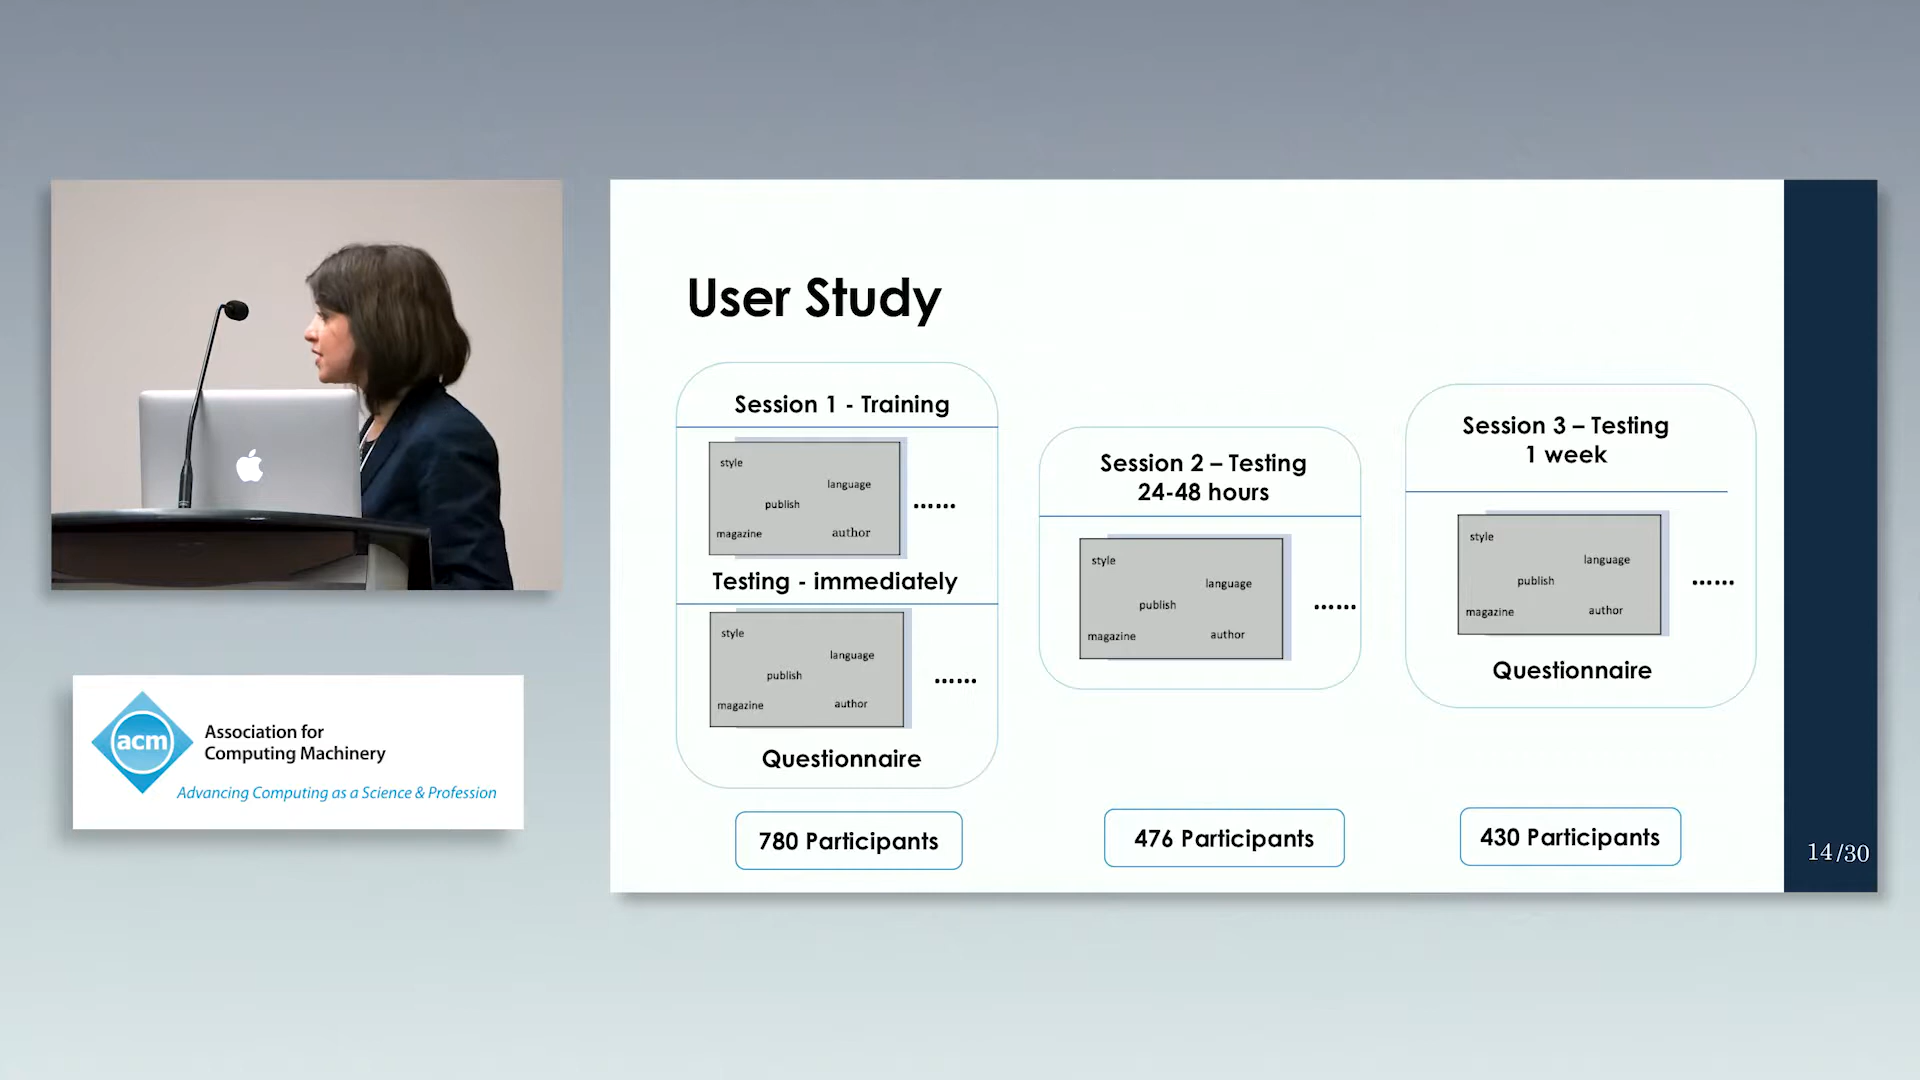 User Study
Session 1 - Training
style
language
publish
magazine
author
......
Testing - immediately
style
language
publish
magazine
author
......
Questionnaire
780 Participants
Session 2 – Testing
24-48 hours
style
language
publish
magazine
author
......
476 Participants
Session 3 – Testing
1 week
style
language
publish
magazine
author
......
Questionnaire
430 Participants
14/30
acm
Association for
Computing Machinery
Advancing Computing as a Science & Profession